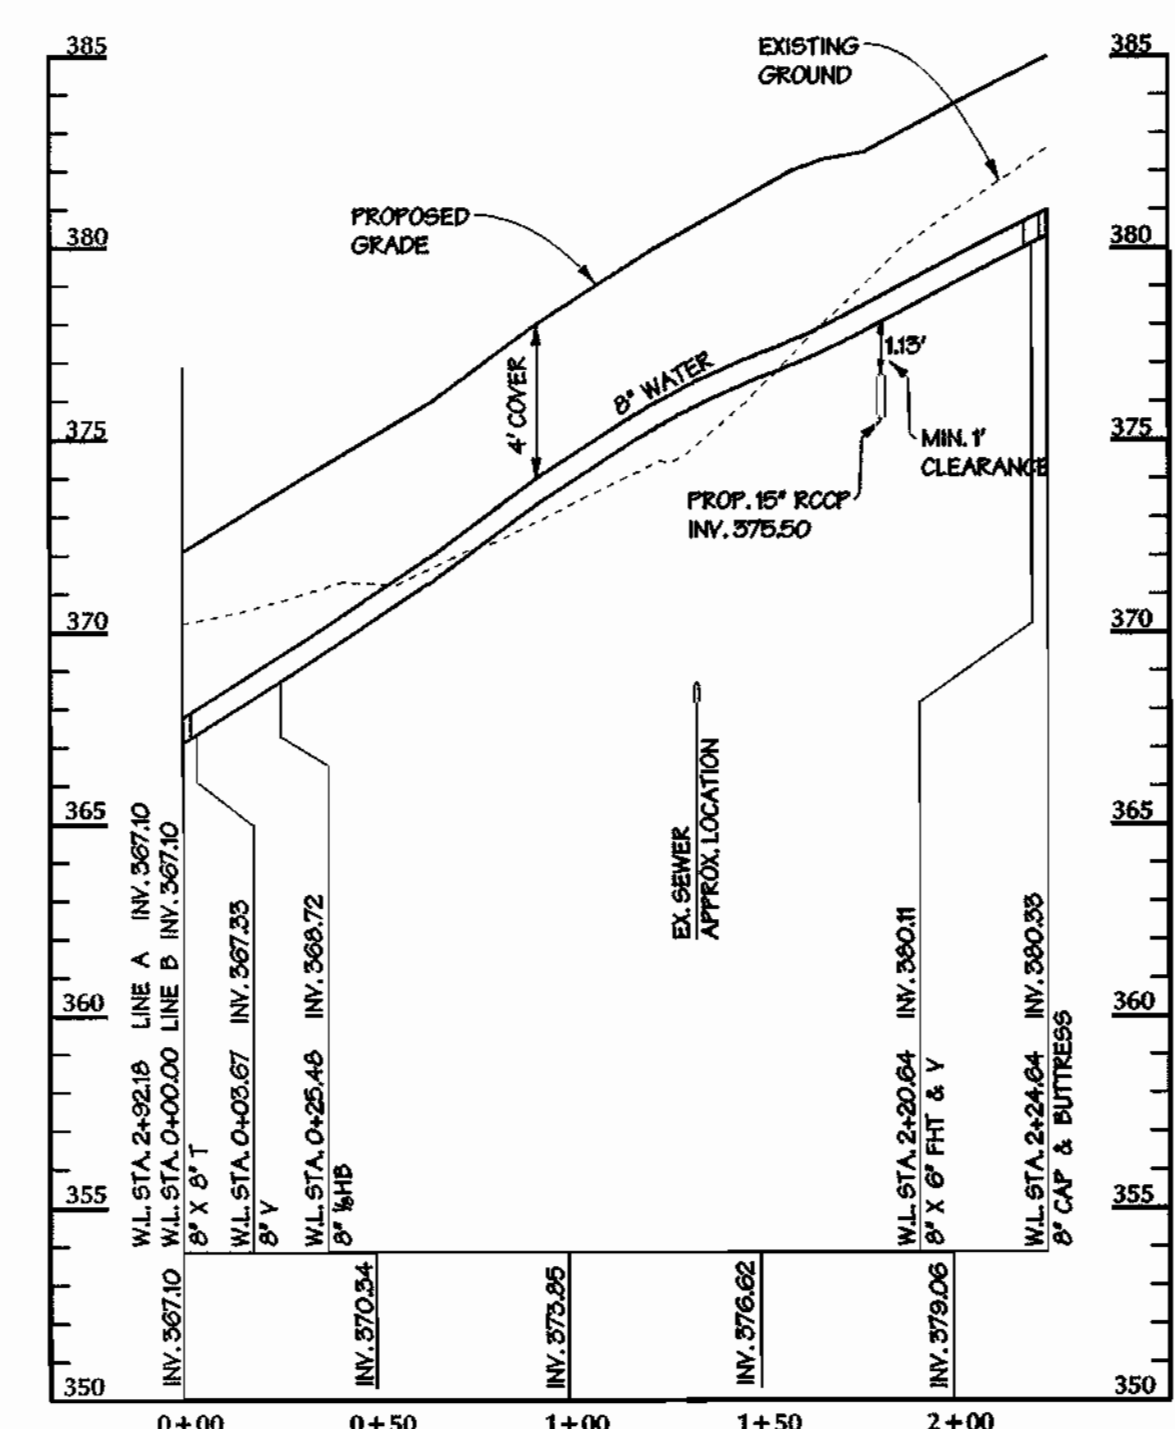 385
385
EXISTING
GROUND
PROPOSED
GRADE
380
380
8" WATER
4' COVER
1.13'
375
375
MIN. 1'
CLEARANCE
PROP. 15" RCCP
INV. 375.50
370
370
365
365
EX. SEWER
APPROX. LOCATION
360
360
355
355
W.L. STA. 2+92.18 LINE A INV. 367.10
W.L. STA. 0+00.00 LINE B INV. 367.10
8" X 8" T
W.L. STA. 0+03.67 INV. 367.33
8" V
W.L. STA. 0+25.48 INV. 368.72
8" ⅛HB
W.L. STA. 2+20.64 INV. 380.11
8" X 6" FHT & V
W.L. STA. 2+24.64 INV. 380.33
8" CAP & BUTTRESS
INV. 367.10
INV. 370.34
INV. 373.85
INV. 376.62
INV. 379.06
350
350
0+00
0+50
1+00
1+50
2+00